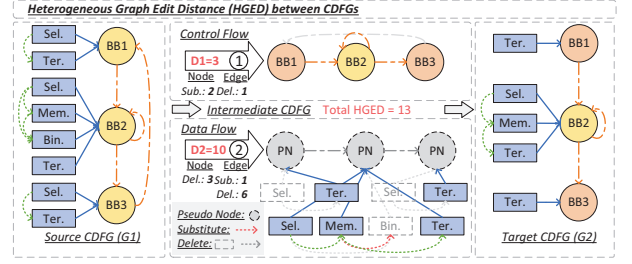 Heterogeneous Graph Edit Distance (HGED) between CDFGs
Sel.
Ter.
Sel.
Mem.
Bin.
Ter.
Sel.
Ter.
BB1
BB2
BB3
Source CDFG (G1)
Control Flow
D1=3 1
Node Edge
Sub.: 2 Del.: 1
BB1 BB2 BB3
Intermediate CDFG Total HGED = 13
Data Flow
D2=10 2
Node Edge
Del.: 3 Sub.: 1
Del.: 6
PN PN PN
Sel. Ter. Sel. Ter.
Sel. Mem. Bin. Ter.
Pseudo Node:
Substitute:
Delete:
Ter.
Sel.
Mem.
Ter.
Ter.
BB1
BB2
BB3
Target CDFG (G2)